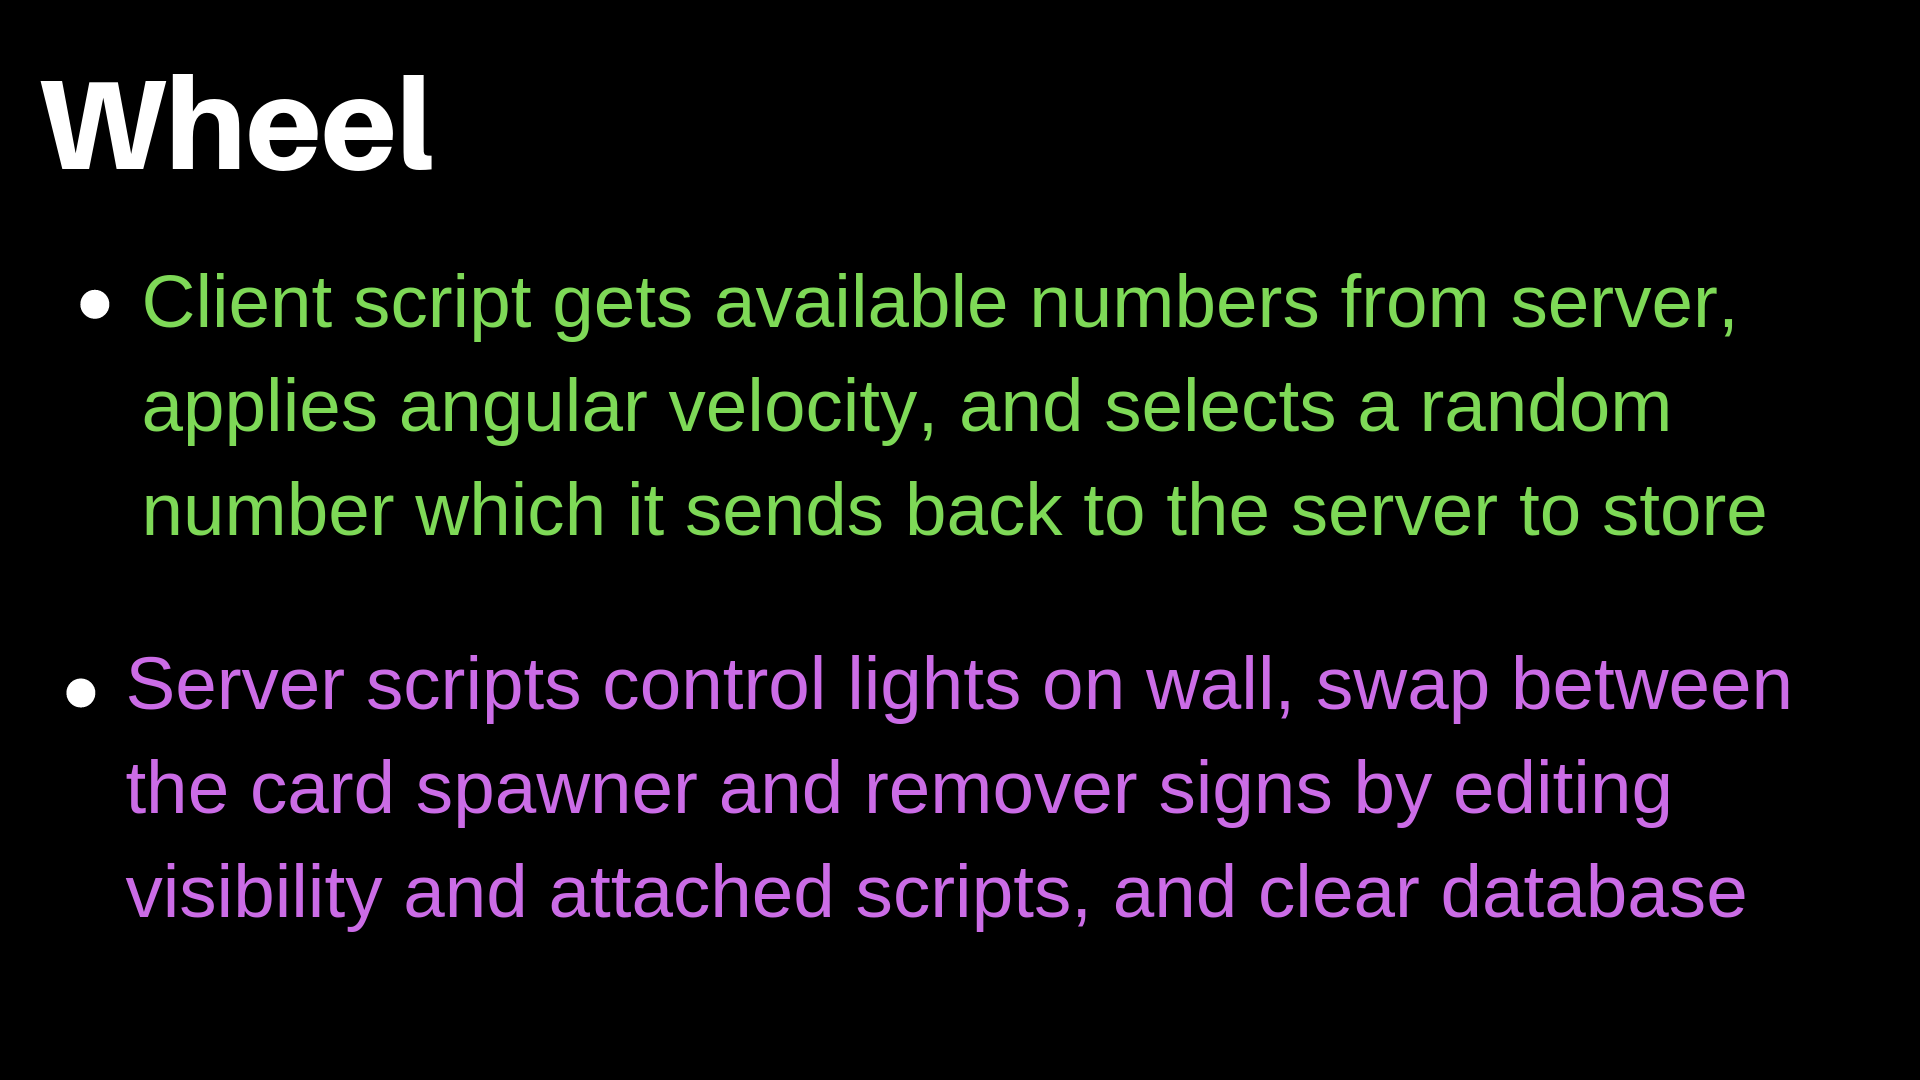 Wheel
• Client script gets available numbers from server,
applies angular velocity, and selects a random
number which it sends back to the server to store
• Server scripts control lights on wall, swap between
the card spawner and remover signs by editing
visibility and attached scripts, and clear database